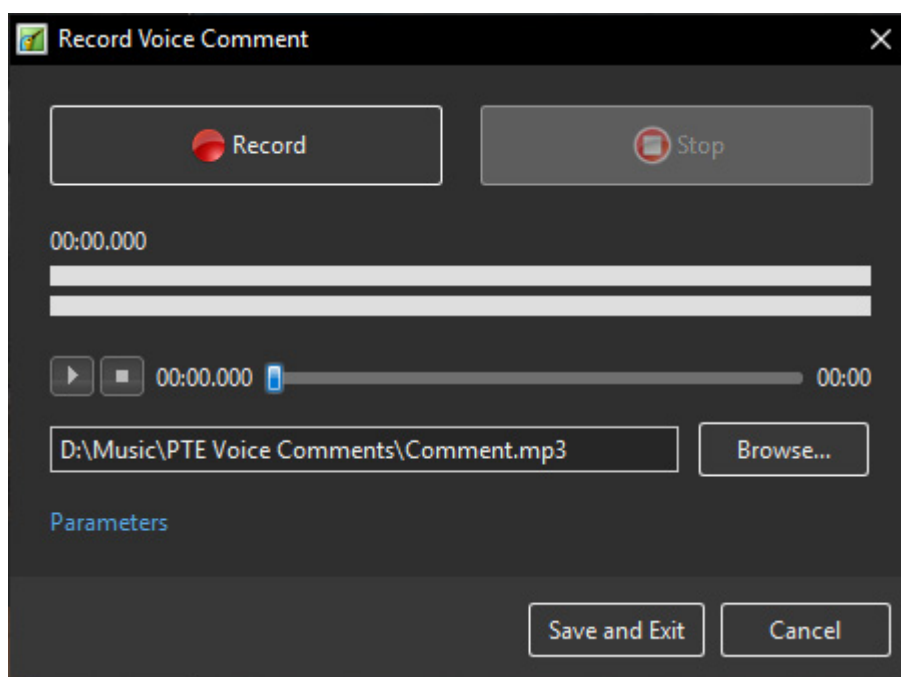 Record Voice Comment
Record
Stop
00:00.000
00:00.000
00:00
D:\Music\PTE Voice Comments\Comment.mp3
Browse...
Parameters
Save and Exit
Cancel